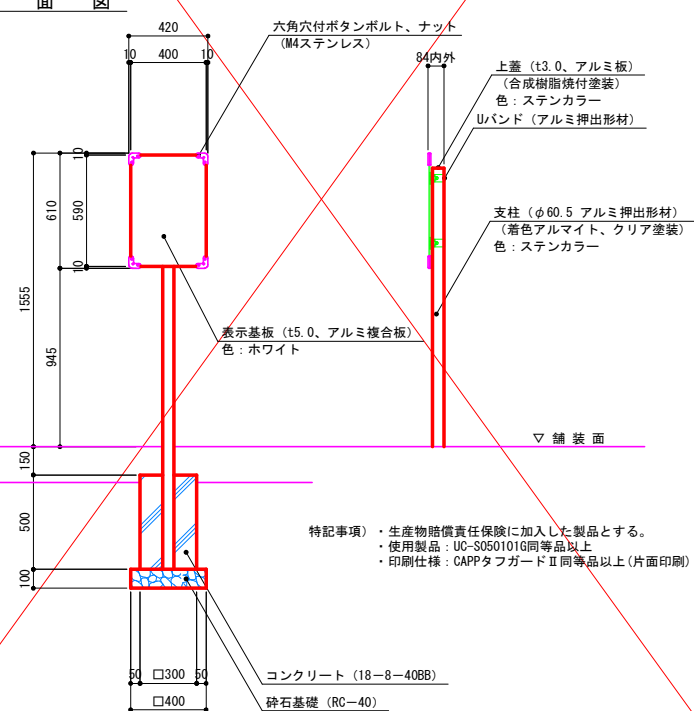 面 図
420
10 400 10
六角穴付ボタンボルト、ナット
(M4ステンレス)
84内外
上蓋(t3.0、アルミ板)
(合成樹脂焼付塗装)
色:ステンカラー
Uバンド(アルミ押出形材)
10
610
590
支柱(φ60.5 アルミ押出形材)
(着色アルマイト、クリア塗装)
色:ステンカラー
10
1555
表示基板(t5.0、アルミ複合板)
色:ホワイト
945
▽ 舗 装 面
150
500
特記事項)・生産物賠償責任保険に加入した製品とする。
・使用製品:UC-S050101G同等品以上
・印刷仕様:CAPPタフガードⅡ同等品以上(片面印刷)
100
50 □300 50
コンクリート(18-8-40BB)
□400
砕石基礎(RC-40)